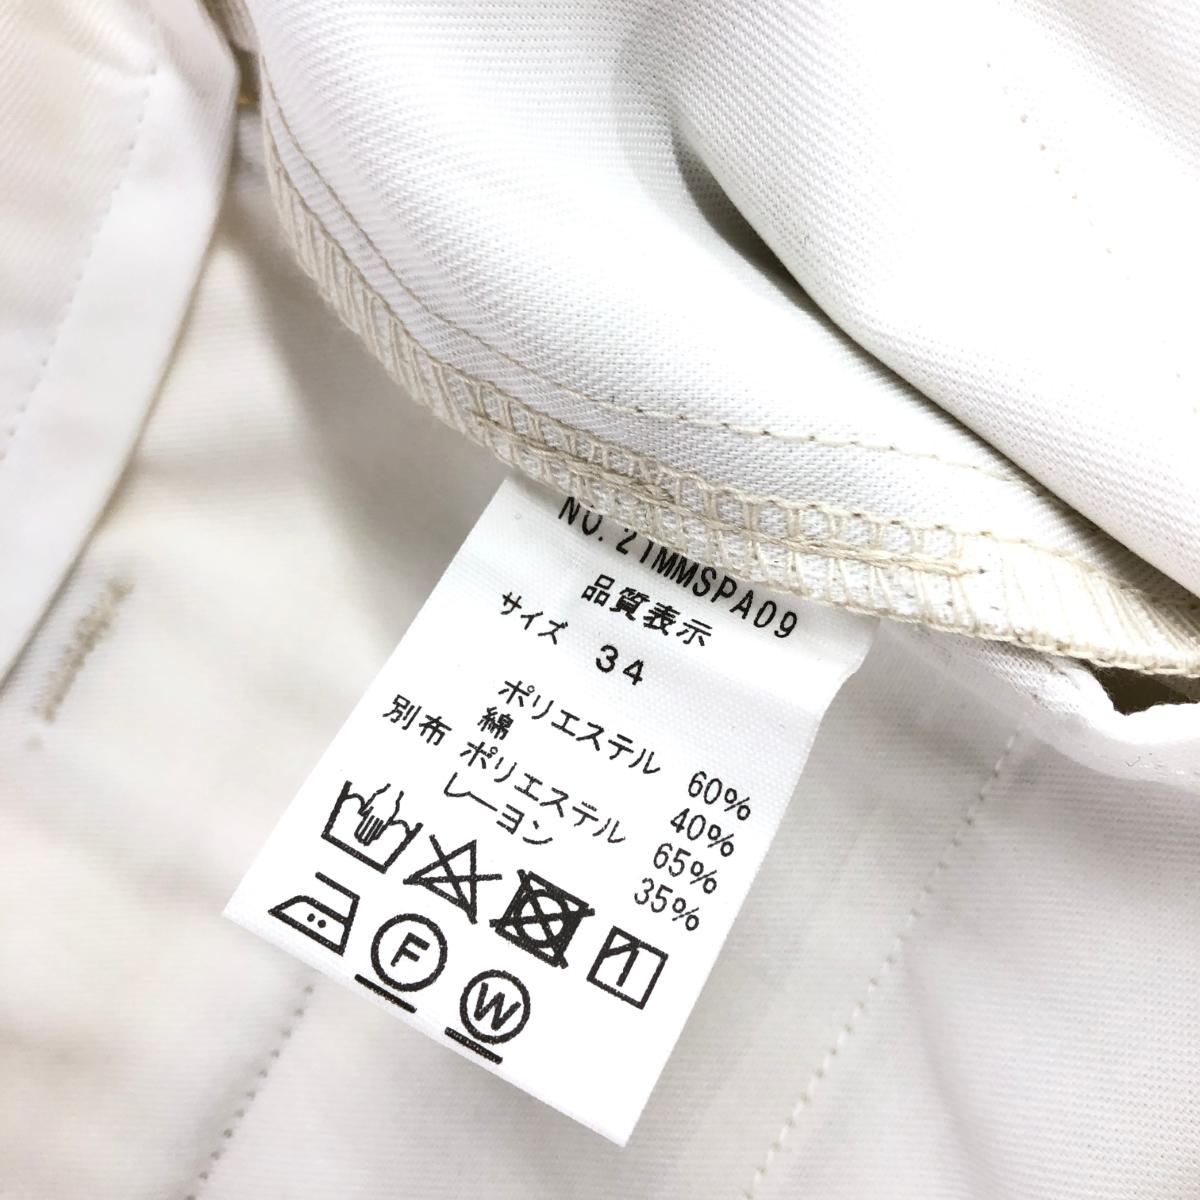 NO.21MMSPA09
品質表示
サイズ 34
ポリエステル 60%
綿 40%
別布 ポリエステル 65%
レーヨン 35%
F
W